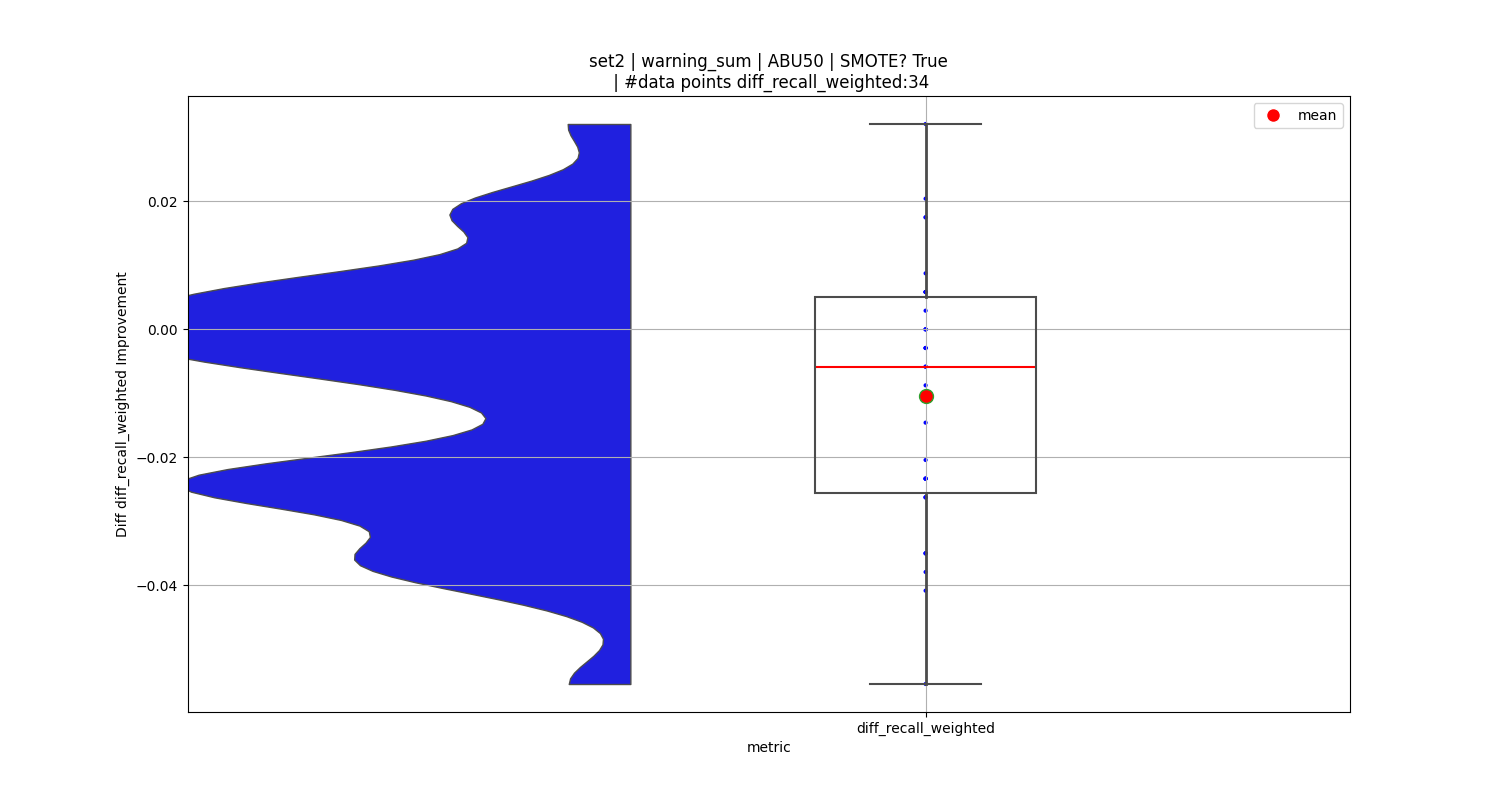 set2 | warning_sum | ABU50 | SMOTE? True
| #data points diff_recall_weighted:34
mean
0.02
0.00
−0.02
−0.04
Diff diff_recall_weighted Improvement
diff_recall_weighted
metric